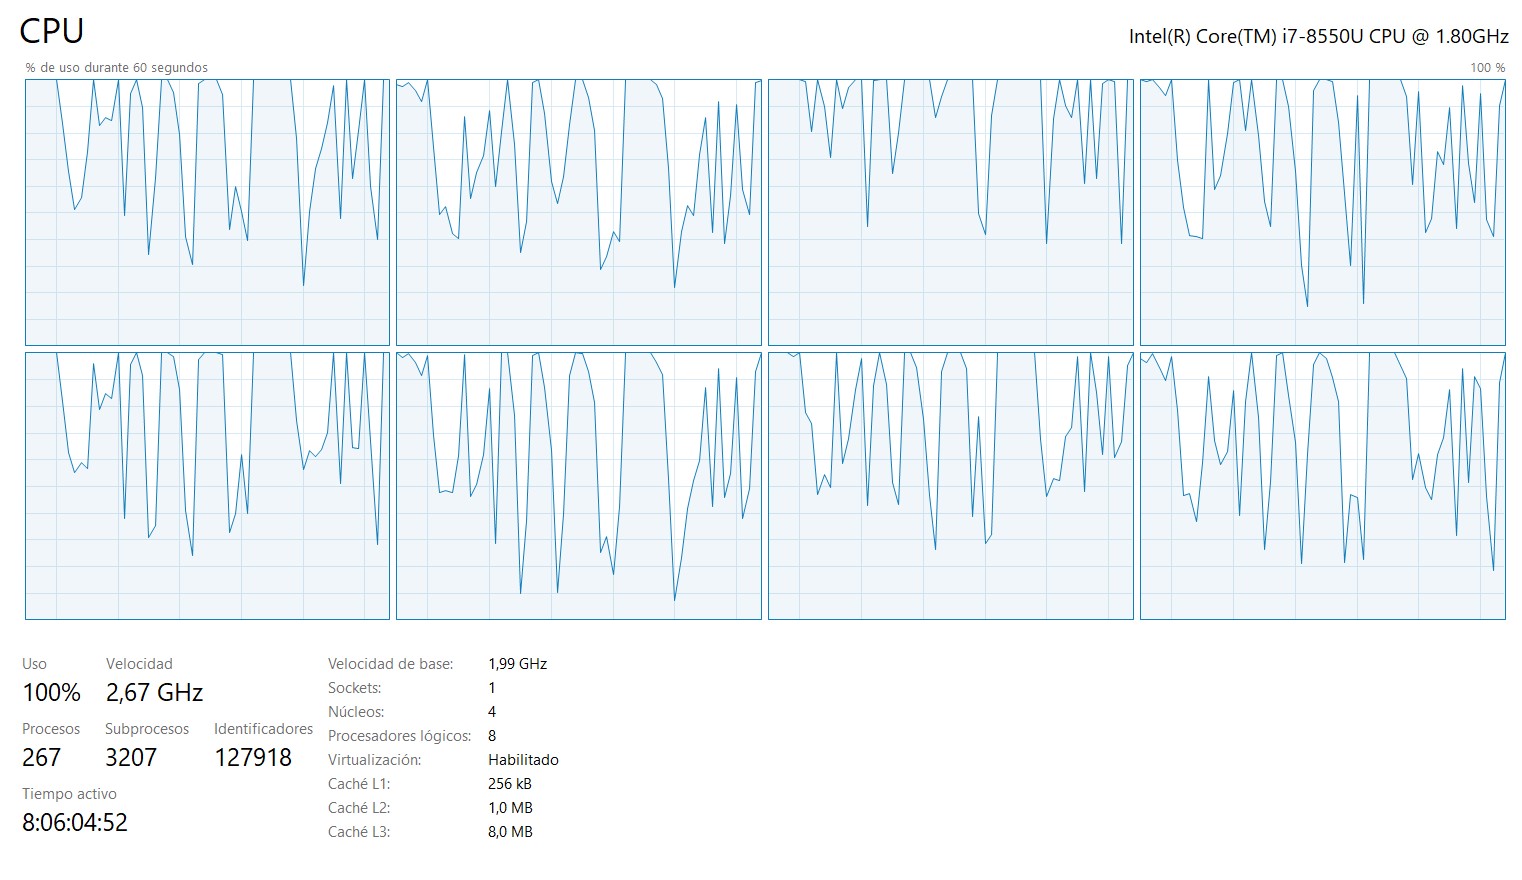 CPU
Intel(R) Core(TM) i7-8550U CPU @ 1.80GHz
% de uso durante 60 segundos
100 %
Uso
Velocidad
100%
2,67 GHz
Procesos
Subprocesos
Identificadores
267
3207
127918
Tiempo activo
8:06:04:52
Velocidad de base: 1,99 GHz
Sockets: 1
Núcleos: 4
Procesadores lógicos: 8
Virtualización: Habilitado
Caché L1: 256 kB
Caché L2: 1,0 MB
Caché L3: 8,0 MB